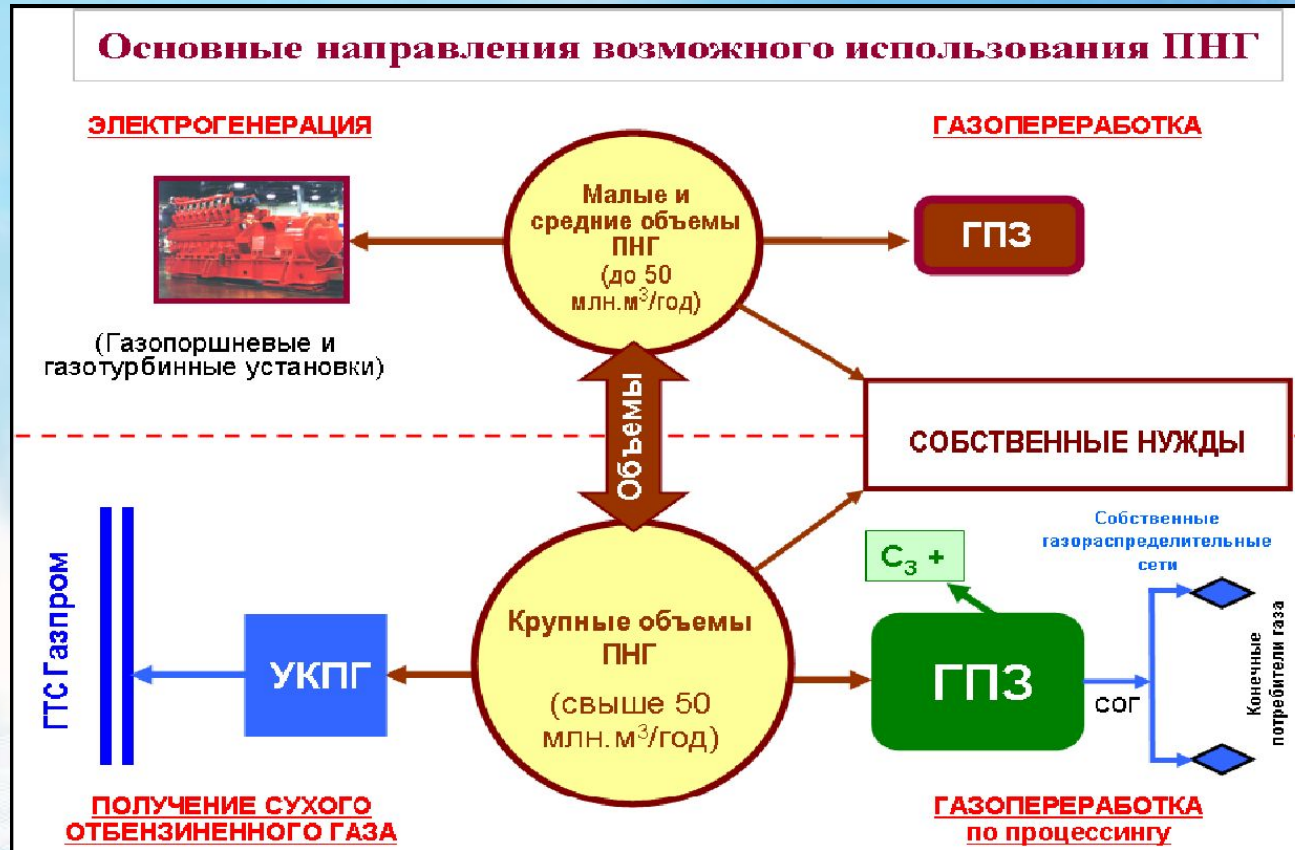 Основные направления возможного использования ПНГ
ЭЛЕКТРОГЕНЕРАЦИЯ
ГАЗОПЕРЕРАБОТКА
Малые и
средние объемы
ПНГ
(до 50
млн.м³/год)
ГПЗ
(Газопоршневые и
газотурбинные установки)
Объемы
СОБСТВЕННЫЕ НУЖДЫ
ГТС Газпром
УКПГ
Крупные объемы
ПНГ
(свыше 50
млн.м³/год)
С₃ +
ГПЗ
СОГ
Собственные
газораспределительные
сети
Конечные
потребители газа
ПОЛУЧЕНИЕ СУХОГО
ОТБЕНЗИНЕННОГО ГАЗА
ГАЗОПЕРЕРАБОТКА
по процессингу